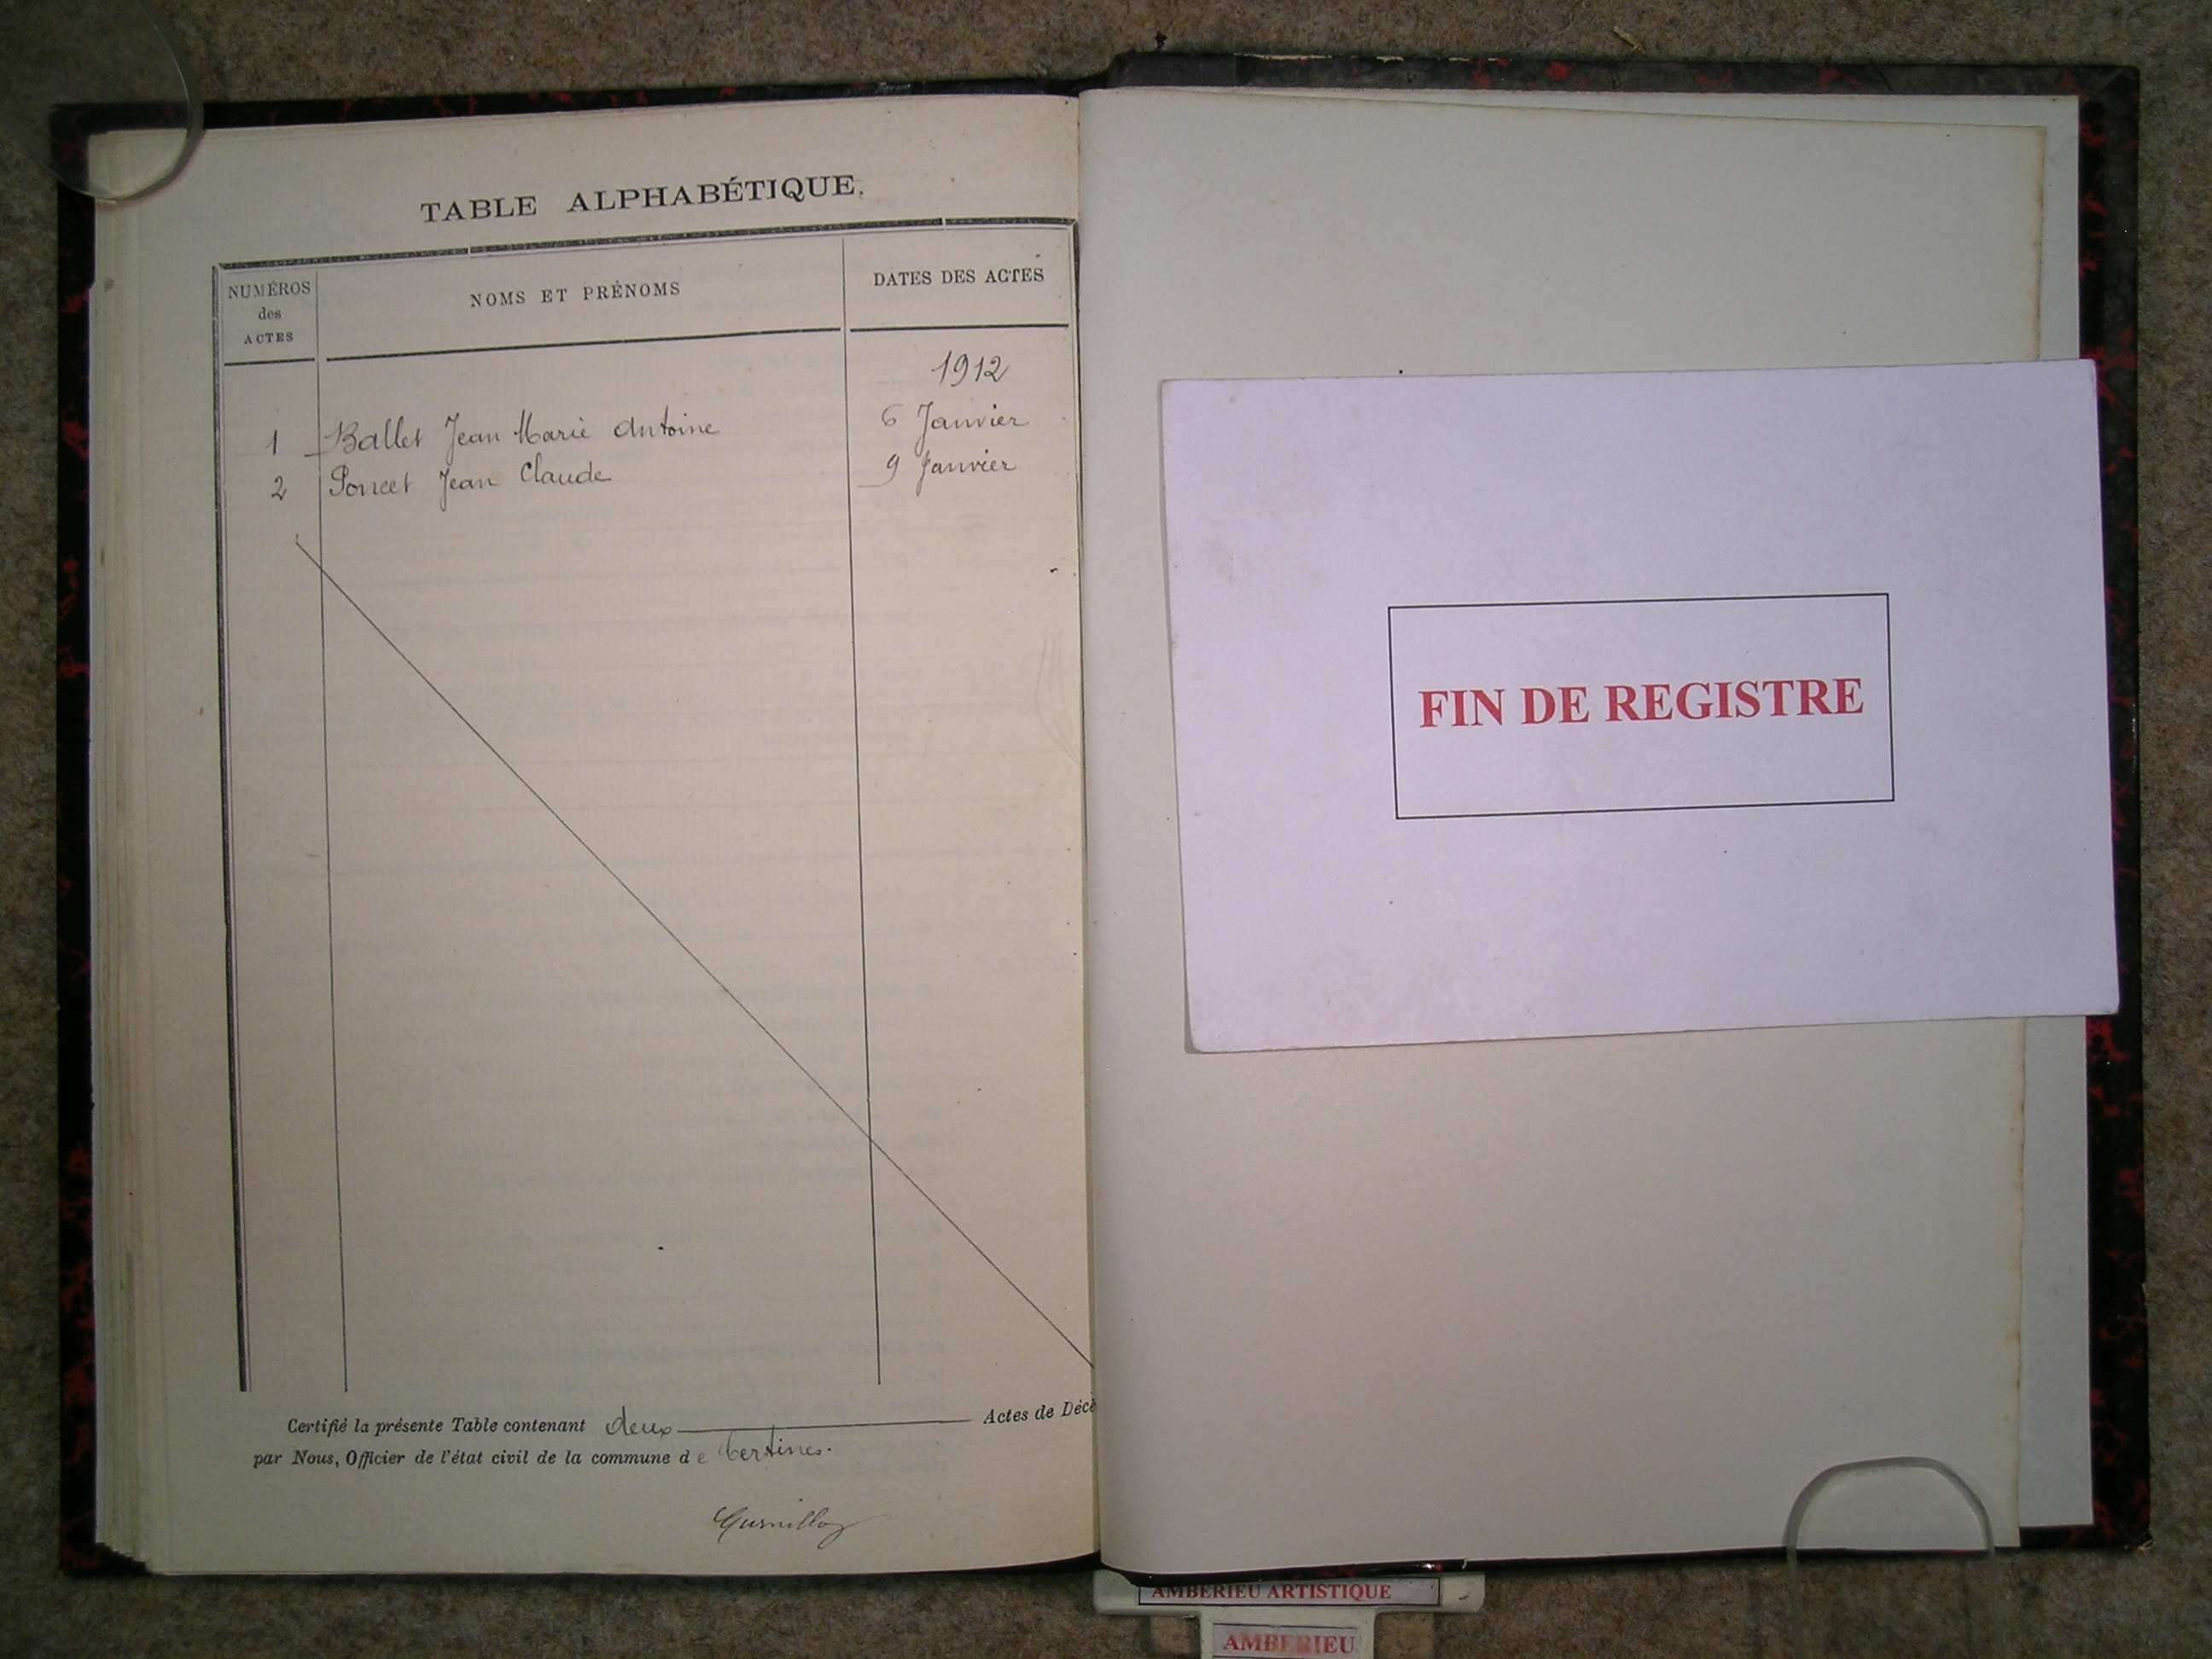 TABLE ALPHABÉTIQUE.
NUMÉROS des ACTES
NOMS ET PRÉNOMS
DATES DES ACTES
1912
1 Ballet Jean Marie Antoine 6 Janvier
2 Poncet Jean Claude 9 Janvier
Certifié la présente Table contenant deux Actes de Décè
par Nous, Officier de l'état civil de la commune de Certines.
FIN DE REGISTRE
AMBERIEU ARTISTIQUE
AMBERIEU